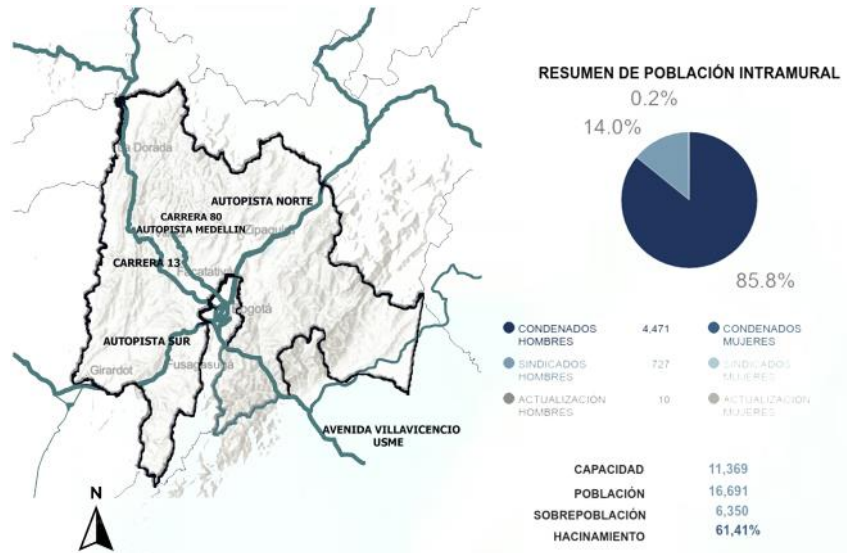 La Dorada
AUTOPISTA NORTE
CARRERA 80
AUTOPISTA MEDELLIN
Zipaquirá
CARRERA 13
Facatativá
Bogotá
AUTOPISTA SUR
Girardot
Fusagasugá
AVENIDA VILLAVICENCIO
USME
N
RESUMEN DE POBLACIÓN INTRAMURAL
0.2%
14.0%
85.8%
CONDENADOS
HOMBRES
4,471
CONDENADOS
MUJERES
SINDICADOS
HOMBRES
727
SINDICADOS
MUJERES
ACTUALIZACION
HOMBRES
10
ACTUALIZACION
MUJERES
CAPACIDAD 11,369
POBLACIÓN 16,691
SOBREPOBLACIÓN 6,350
HACINAMIENTO 61,41%